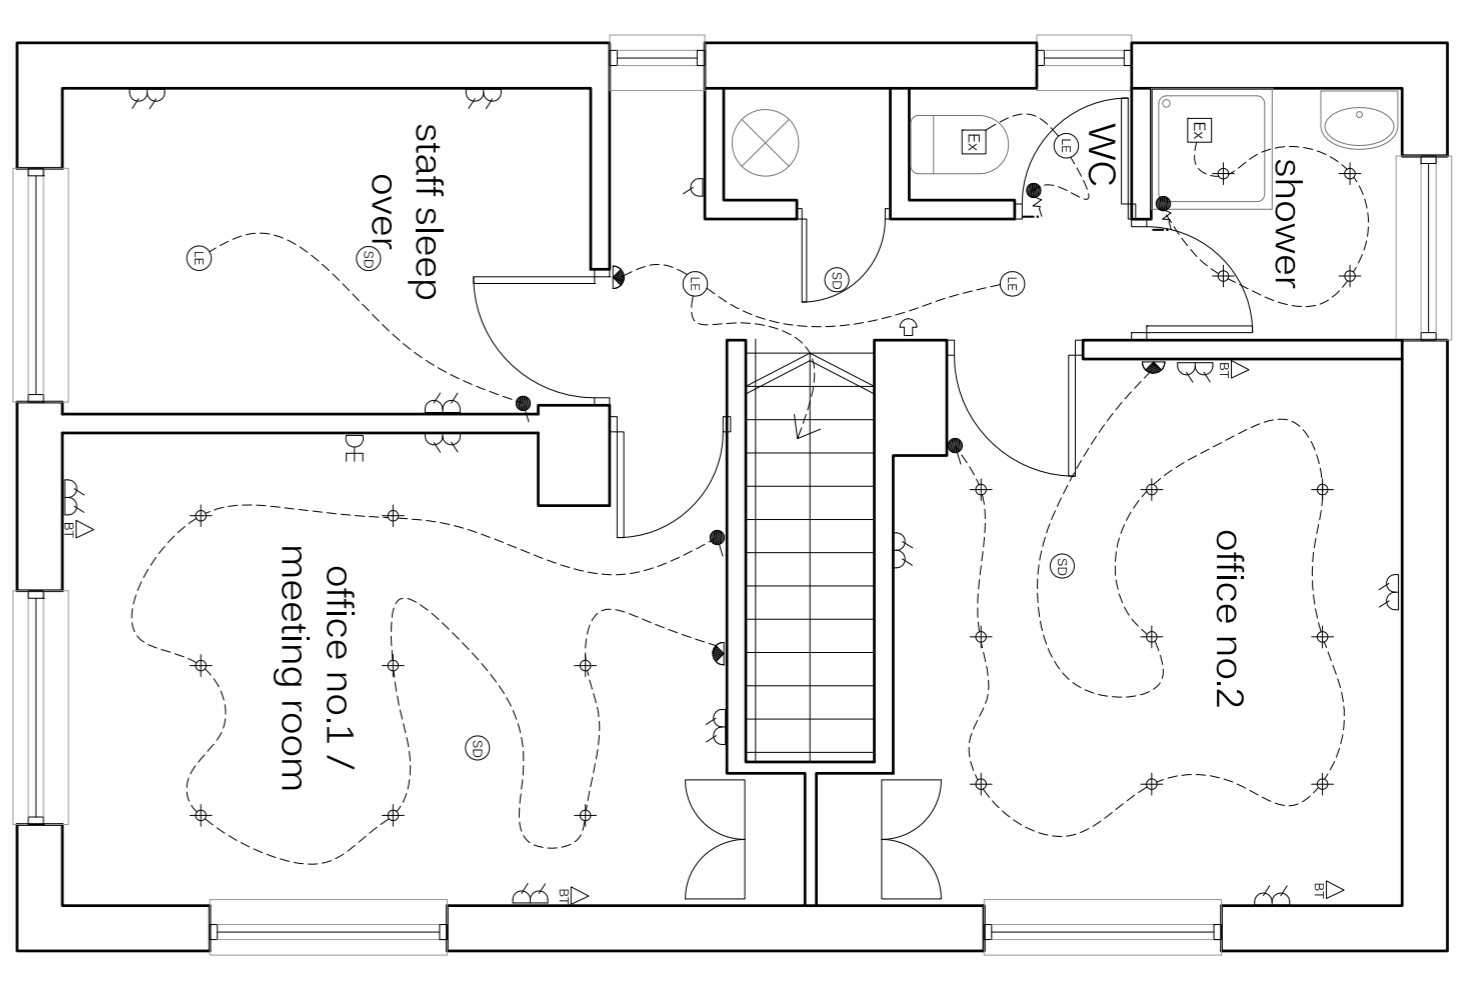 staff sleep
over
LE
SD
LE
SD
LE
Ex
LE
WC
Ex
shower
BT
BT
office no.1 /
meeting room
SD
BT
SD
office no.2
BT